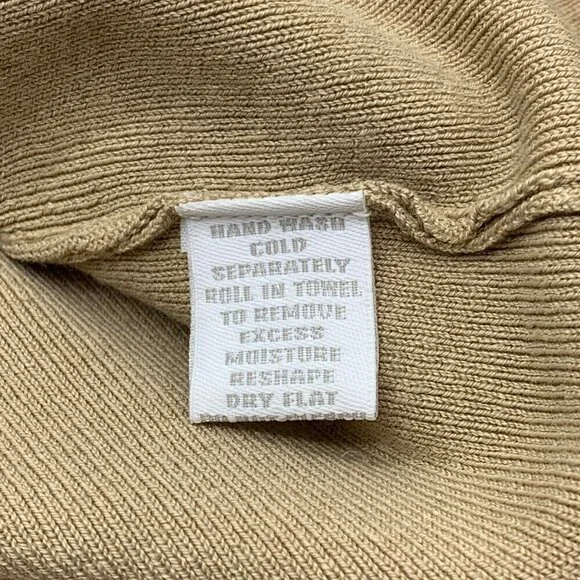 HAND WASH
COLD
SEPARATELY
ROLL IN TOWEL
TO REMOVE
EXCESS
MOISTURE
RESHAPE
DRY FLAT